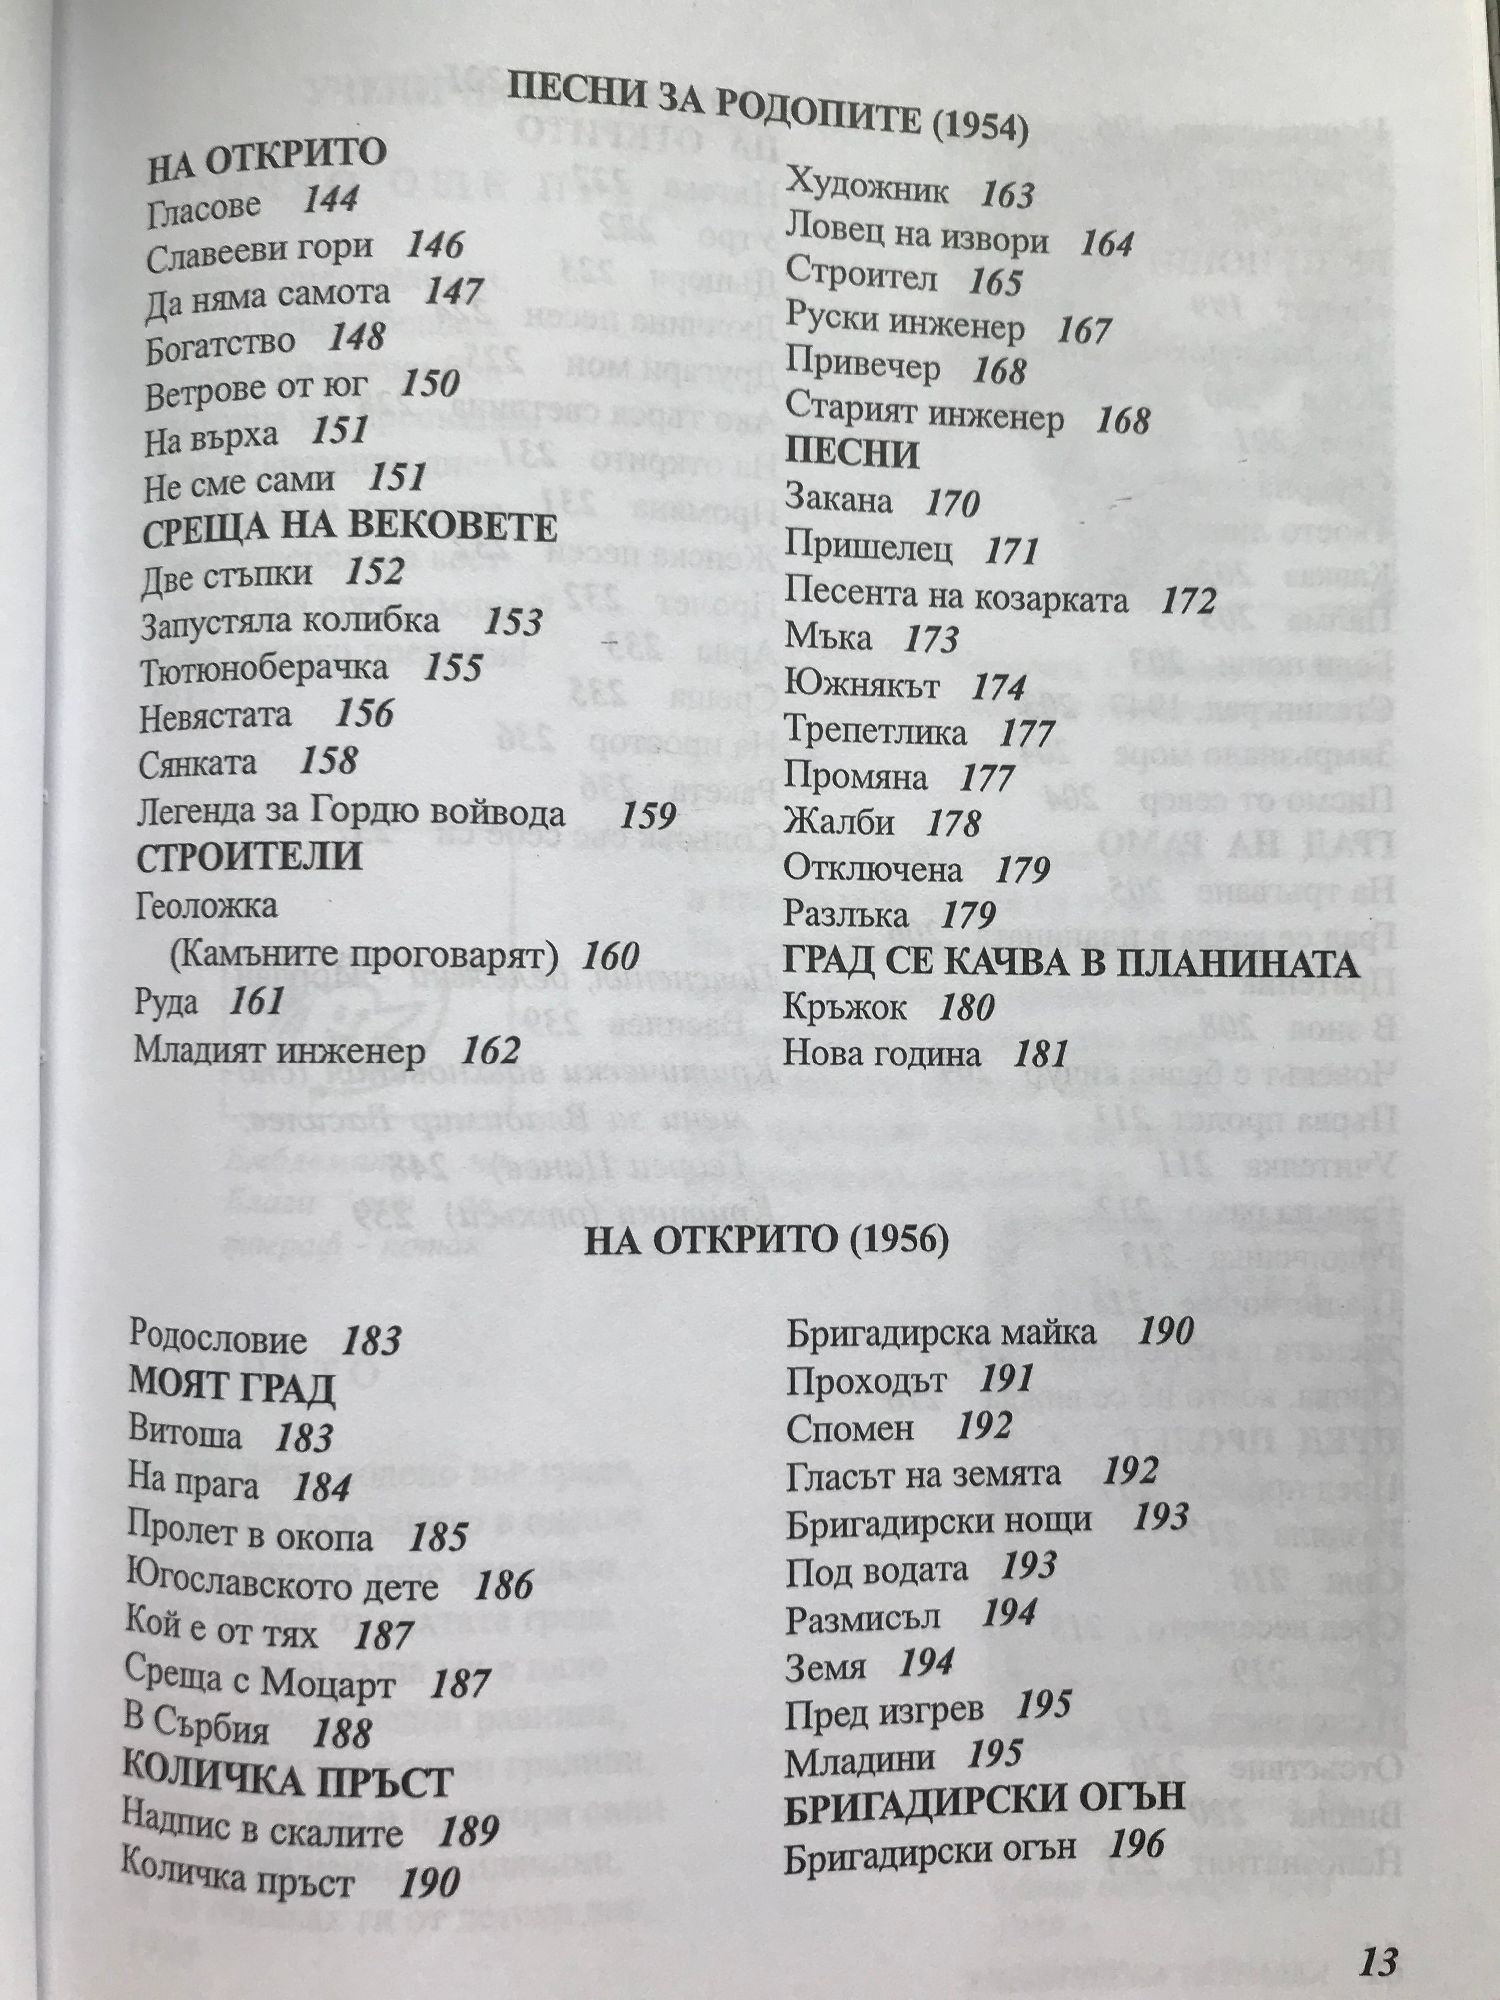 ПЕСНИ ЗА РОДОПИТЕ (1954)
НА ОТКРИТО
Гласове 144
Славееви гори 146
Да няма самота 147
Богатство 148
Ветрове от юг 150
На върха 151
Не сме сами 151
СРЕЩА НА ВЕКОВЕТЕ
Две стъпки 152
Запустяла колибка 153
Тютюноберачка 155
Невястата 156
Сянката 158
Легенда за Гордю войвода 159
СТРОИТЕЛИ
Геоложка
(Камъните проговарят) 160
Руда 161
Младият инженер 162
Художник 163
Ловец на извори 164
Строител 165
Руски инженер 167
Привечер 168
Старият инженер 168
ПЕСНИ
Закана 170
Пришелец 171
Песента на козарката 172
Мъка 173
Южнякът 174
Трепетлика 177
Промяна 177
Жалби 178
Отключена 179
Разлъка 179
ГРАД СЕ КАЧВА В ПЛАНИНАТА
Кръжок 180
Нова година 181
НА ОТКРИТО (1956)
Родословие 183
МОЯТ ГРАД
Витоша 183
На прага 184
Пролет в окопа 185
Югославското дете 186
Кой е от тях 187
Среща с Моцарт 187
В Сърбия 188
КОЛИЧКА ПРЪСТ
Надпис в скалите 189
Количка пръст 190
Бригадирска майка 190
Проходът 191
Спомен 192
Гласът на земята 192
Бригадирски нощи 193
Под водата 193
Размисъл 194
Земя 194
Пред изгрев 195
Младини 195
БРИГАДИРСКИ ОГЪН
Бригадирски огън 196
13